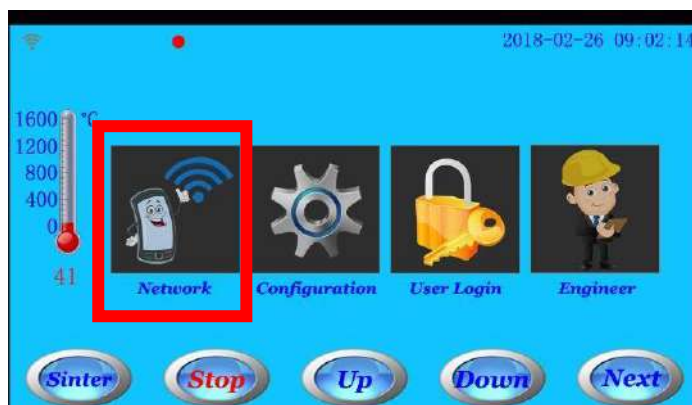 2018-02-26 09:02:14
1600 °C
1200
800
400
0
41
Network Configuration User Login Engineer
Sinter Stop Up Down Next